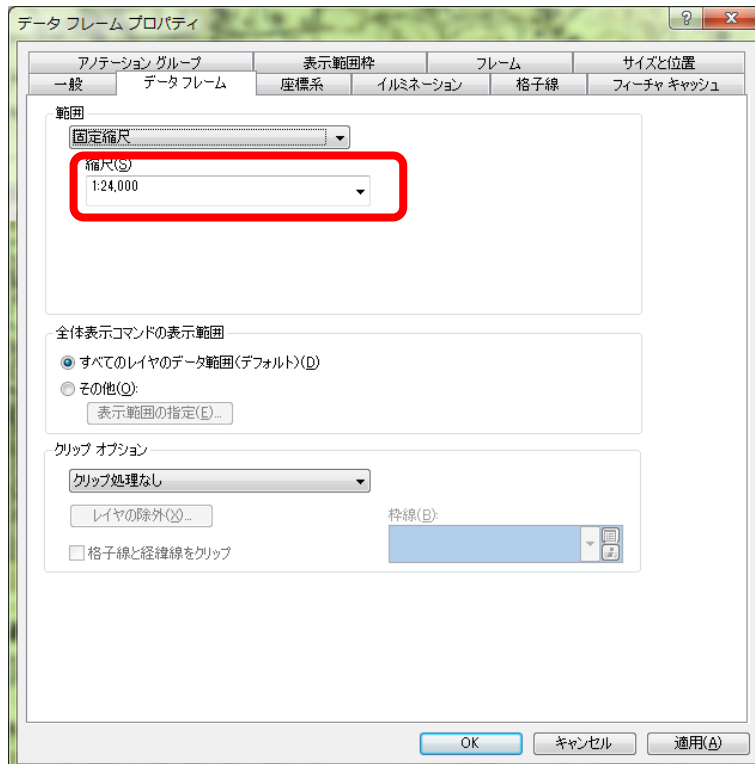 データ フレーム プロパティ
アノテーション グループ 表示範囲枠 フレーム サイズと位置
一般 データ フレーム 座標系 イルミネーション 格子線 フィーチャ キャッシュ
範囲
固定縮尺
縮尺(S)
1:24,000
全体表示コマンドの表示範囲
すべてのレイヤのデータ範囲(デフォルト)(D)
その他(O):
表示範囲の指定(E)...
クリップ オプション
クリップ処理なし
レイヤの除外(X)... 枠線(B):
格子線と経緯線をクリップ
OK キャンセル 適用(A)